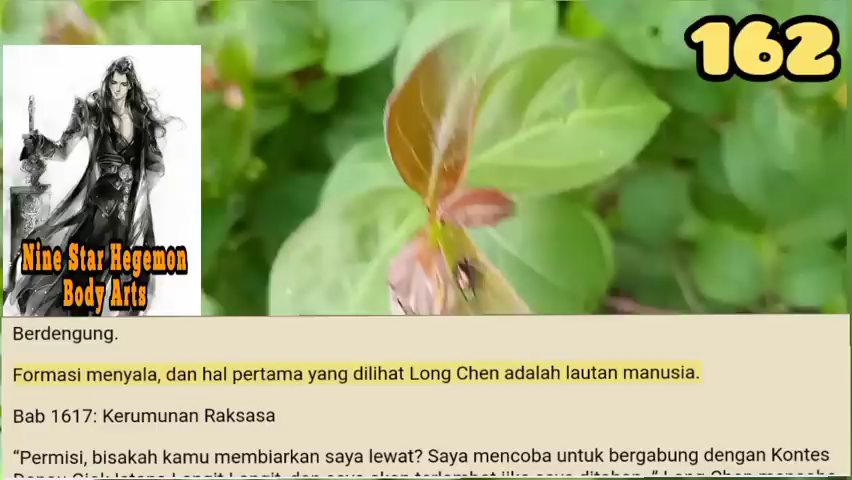 162
Nine Star Hegemon
Body Arts
Berdengung.
Formasi menyala, dan hal pertama yang dilihat Long Chen adalah lautan manusia.
Bab 1617: Kerumunan Raksasa
“Permisi, bisakah kamu membiarkan saya lewat? Saya mencoba untuk bergabung dengan Kontes